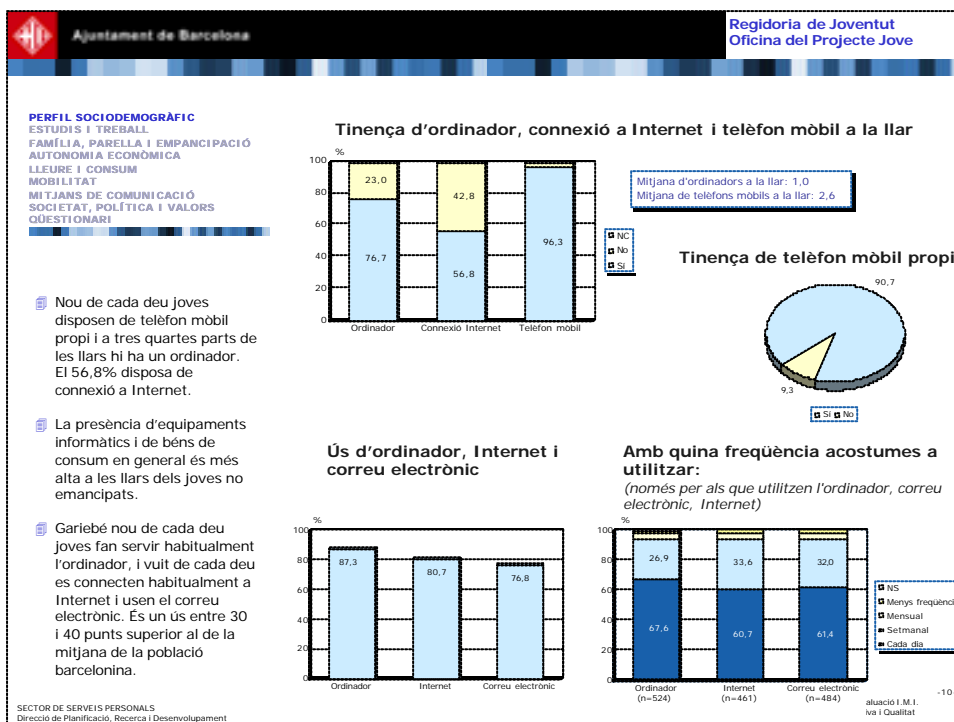 Ajuntament de Barcelona
Regidoria de Joventut
Oficina del Projecte Jove
PERFIL SOCIODEMOGRÀFIC
ESTUDIS I TREBALL
FAMÍLIA, PARELLA I EMPANCIPACIÓ
AUTONOMIA ECONÒMICA
LLEURE I CONSUM
MOBILITAT
MITJANS DE COMUNICACIÓ
SOCIETAT, POLÍTICA I VALORS
QÜESTIONARI
Nou de cada deu joves
disposen de telèfon mòbil
propi i a tres quartes parts de
les llars hi ha un ordinador.
El 56,8% disposa de
connexió a Internet.
La presència d'equipaments
informàtics i de béns de
consum en general és més
alta a les llars dels joves no
emancipats.
Gariebé nou de cada deu
joves fan servir habitualment
l'ordinador, i vuit de cada deu
es connecten habitualment a
Internet i usen el correu
electrònic. És un ús entre 30
i 40 punts superior al de la
mitjana de la població
barcelonina.
Tinença d'ordinador, connexió a Internet i telèfon mòbil a la llar
%
100
80
60
40
20
0
23,0
42,8
76,7
56,8
96,3
Ordinador
Connexió Internet
Telèfon mòbil
NC
No
Sí
Mitjana d'ordinadors a la llar: 1,0
Mitjana de telèfons mòbils a la llar: 2,6
Tinença de telèfon mòbil propi
90,7
9,3
Sí No
Ús d'ordinador, Internet i
correu electrònic
%
100
80
60
40
20
0
87,3
80,7
76,8
Ordinador
Internet
Correu electrònic
Amb quina freqüència acostumes a
utilitzar:
(només per als que utilitzen l'ordinador, correu
electrònic, Internet)
%
100
80
60
40
20
0
26,9
33,6
32,0
67,6
60,7
61,4
Ordinador
(n=524)
Internet
(n=461)
Correu electrònic
(n=484)
NS
Menys freqüènci
Mensual
Setmanal
Cada dia
SECTOR DE SERVEIS PERSONALS
Direcció de Planificació, Recerca i Desenvolupament
-10-
aluació I.M.I.
iva i Qualitat